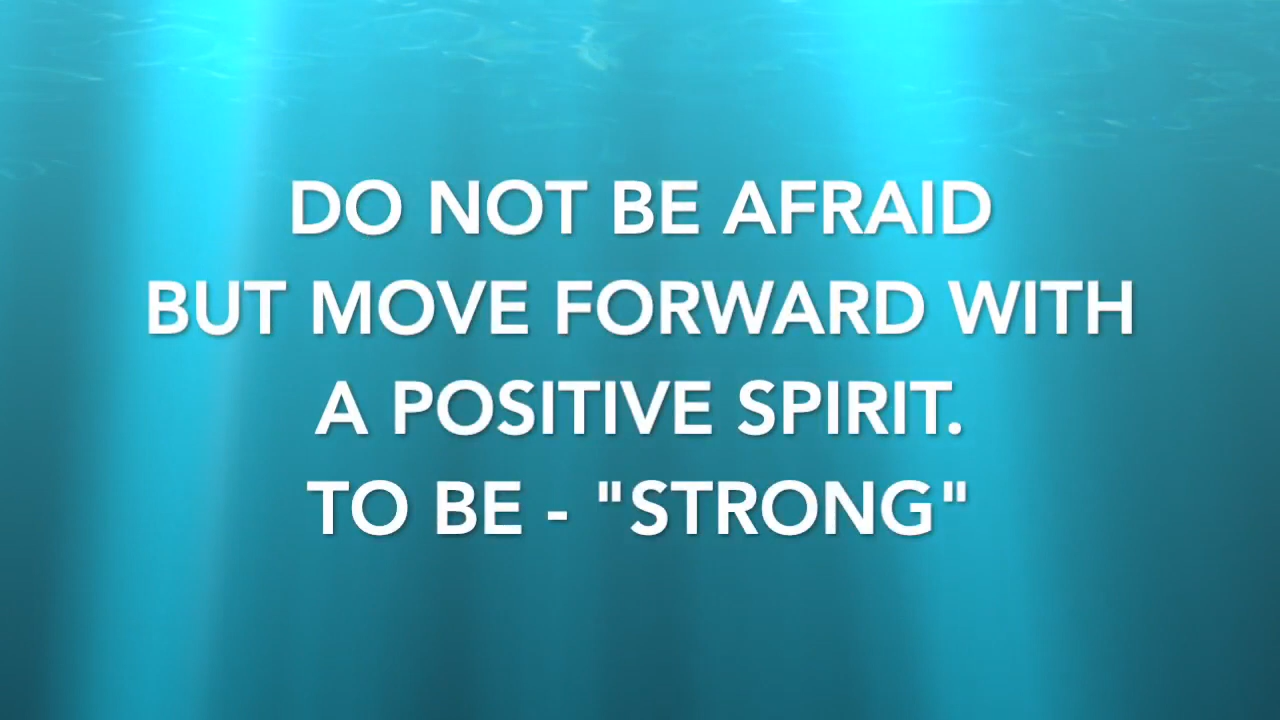 DO NOT BE AFRAID
BUT MOVE FORWARD WITH
A POSITIVE SPIRIT.
TO BE - "STRONG"